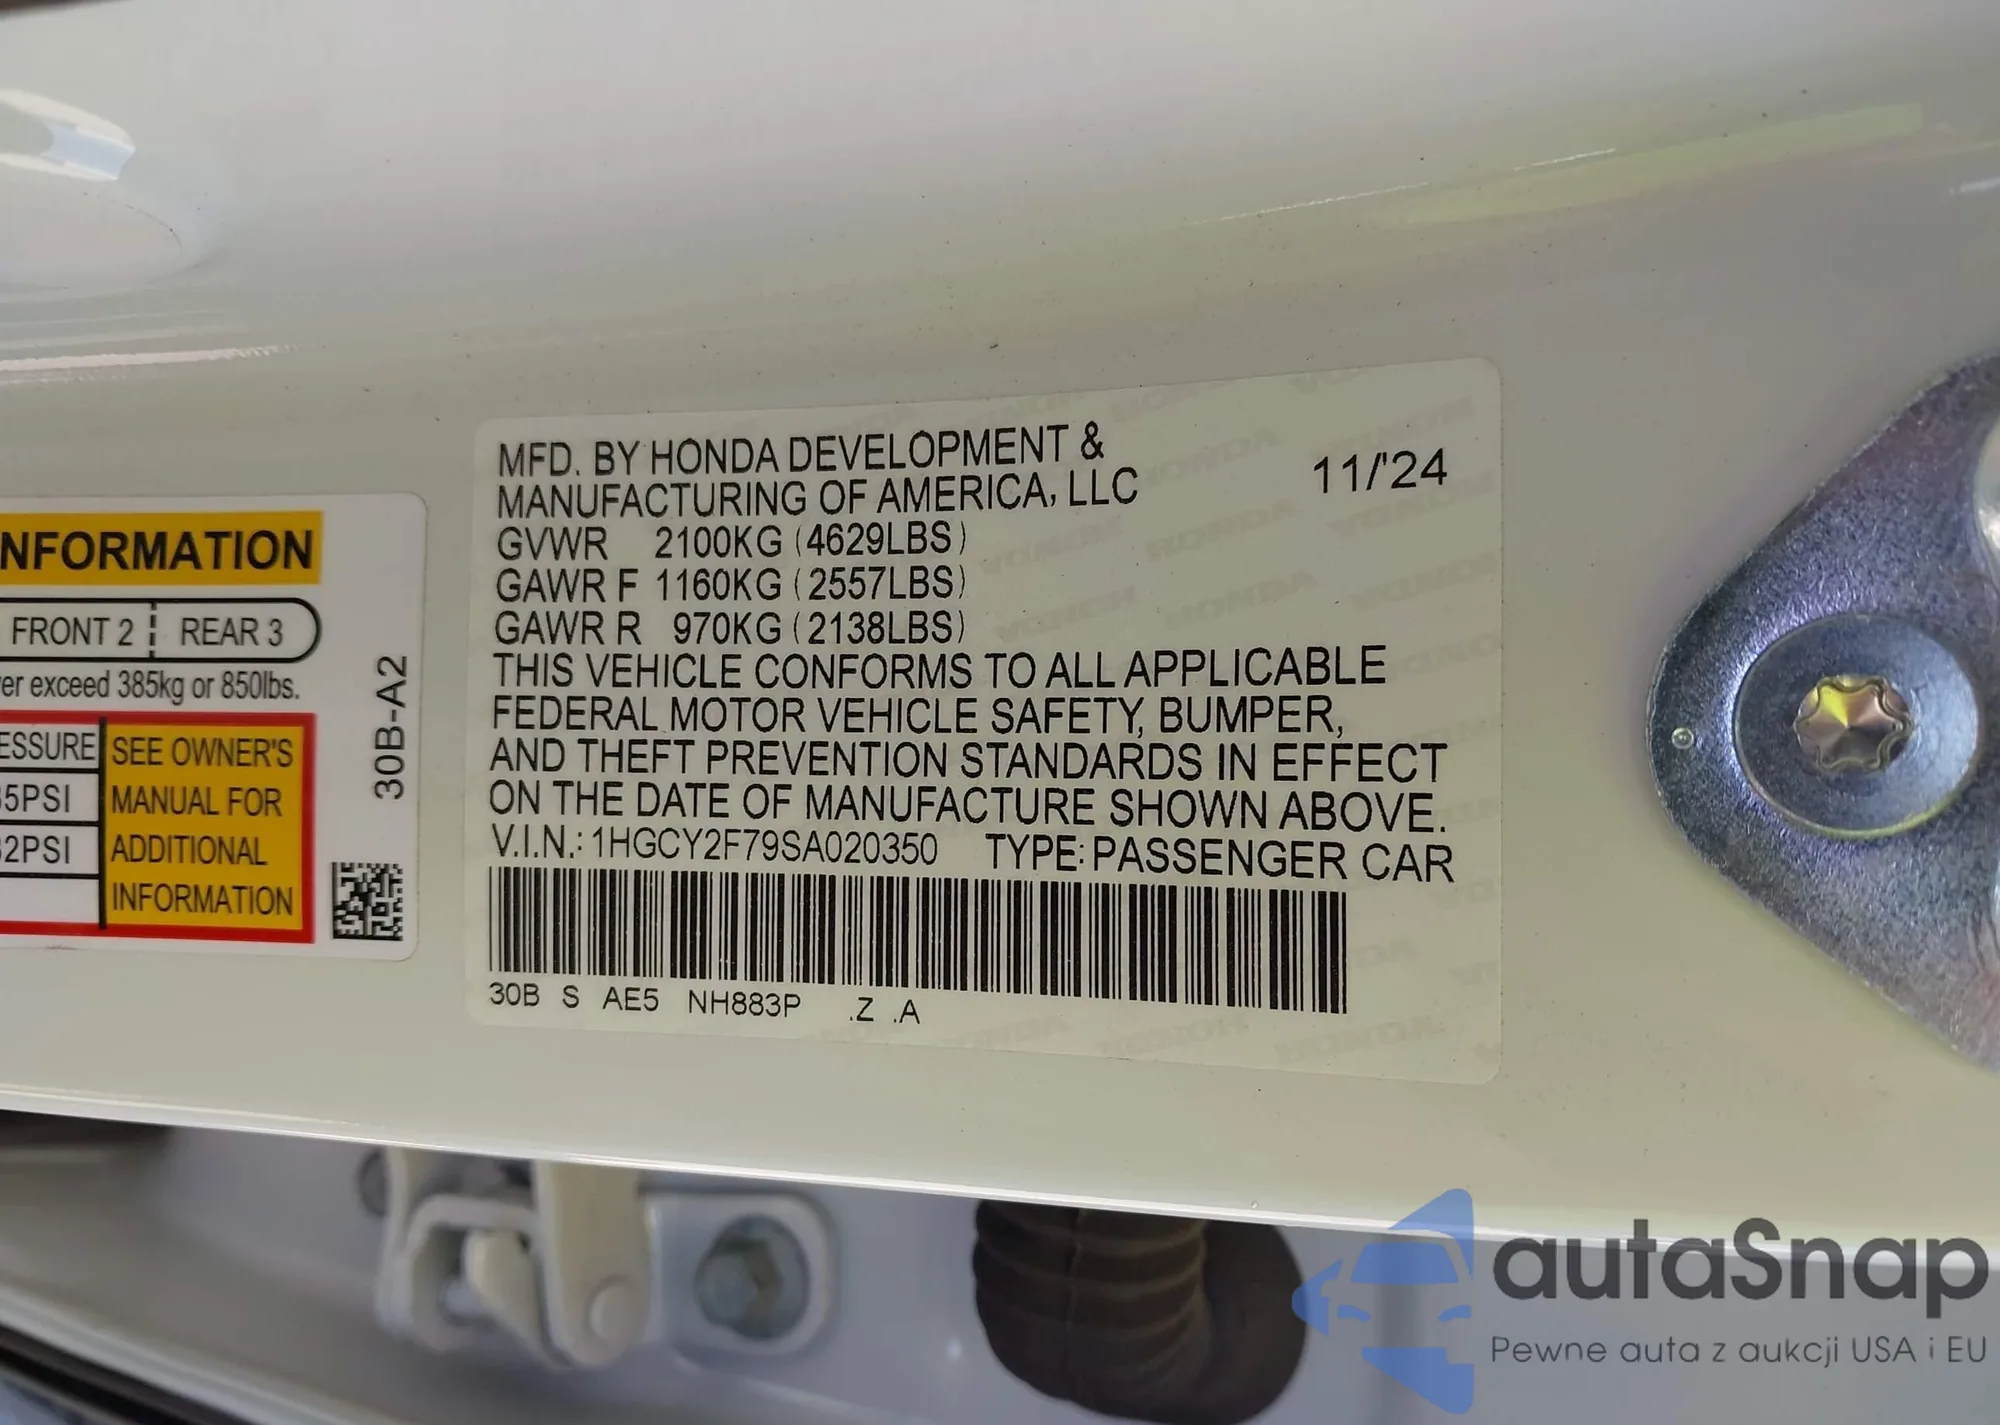 NFORMATION
FRONT 2 REAR 3
er exceed 385kg or 850lbs.
ESSURE SEE OWNER'S
5PSI MANUAL FOR
2PSI ADDITIONAL
INFORMATION
30B-A2
MFD. BY HONDA DEVELOPMENT &
MANUFACTURING OF AMERICA, LLC
11/'24
GVWR 2100KG (4629LBS)
GAWR F 1160KG (2557LBS)
GAWR R 970KG (2138LBS)
THIS VEHICLE CONFORMS TO ALL APPLICABLE
FEDERAL MOTOR VEHICLE SAFETY, BUMPER,
AND THEFT PREVENTION STANDARDS IN EFFECT
ON THE DATE OF MANUFACTURE SHOWN ABOVE.
V.I.N.: 1HGCY2F79SA020350 TYPE: PASSENGER CAR
30B S AE5 NH883P .Z .A
autaSnap
Pewne auta z aukcji USA i EU